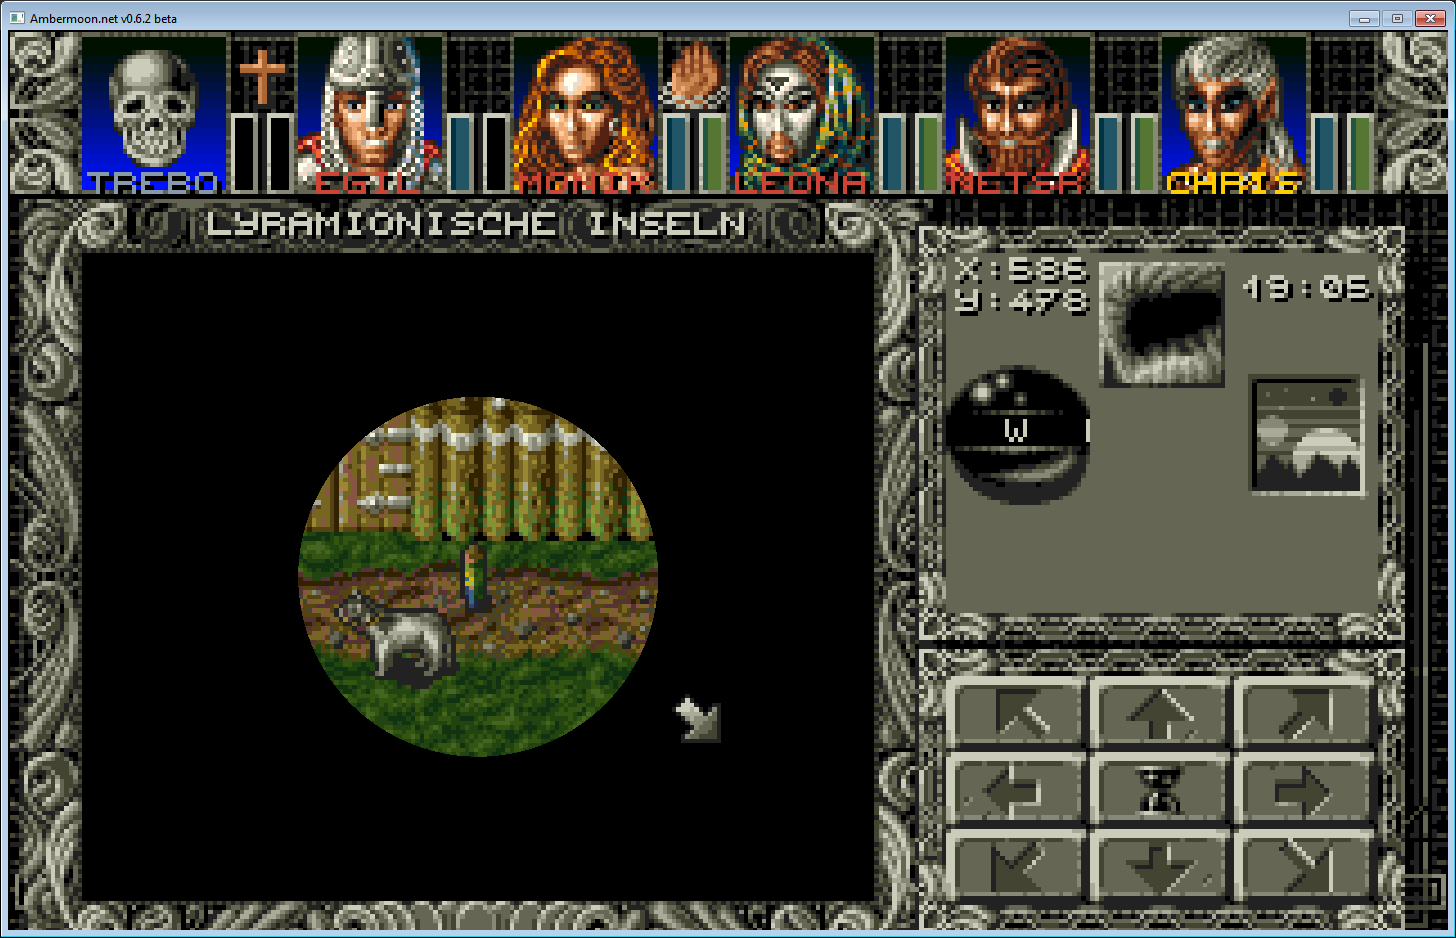 Ambermoon.net v0.6.2 beta
TREBO EGIL MONIK LEONA NETSR CHRIS
LYRAMIONISCHE INSELN
X:586
Y:478
19:05
W